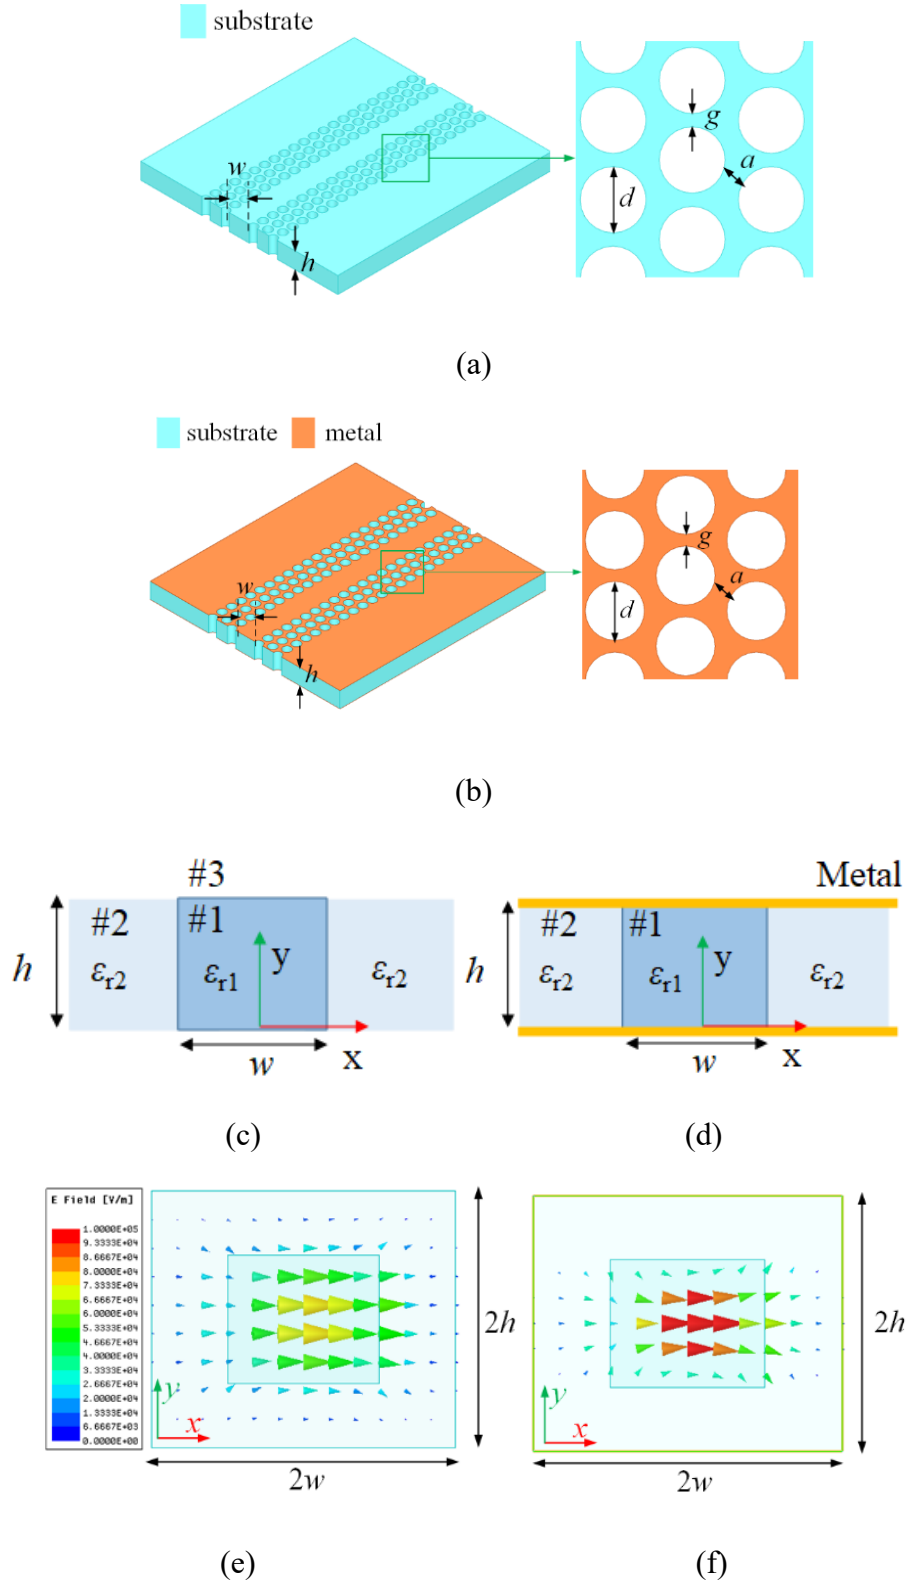 substrate
w
h
g
a
d
(a)
substrate metal
w
h
g
a
d
(b)
#3
#2 #1
h
εr2 εr1 y εr2
w x
(c)
Metal
#2 #1
h
εr2 εr1 y εr2
w x
(d)
E Field [V/m]
1.0000E+05
9.3333E+04
8.6667E+04
8.0000E+04
7.3333E+04
6.6667E+04
6.0000E+04
5.3333E+04
4.6667E+04
4.0000E+04
3.3333E+04
2.6667E+04
2.0000E+04
1.3333E+04
6.6667E+03
0.0000E+00
y
x
2h
2w
(e)
y
x
2h
2w
(f)